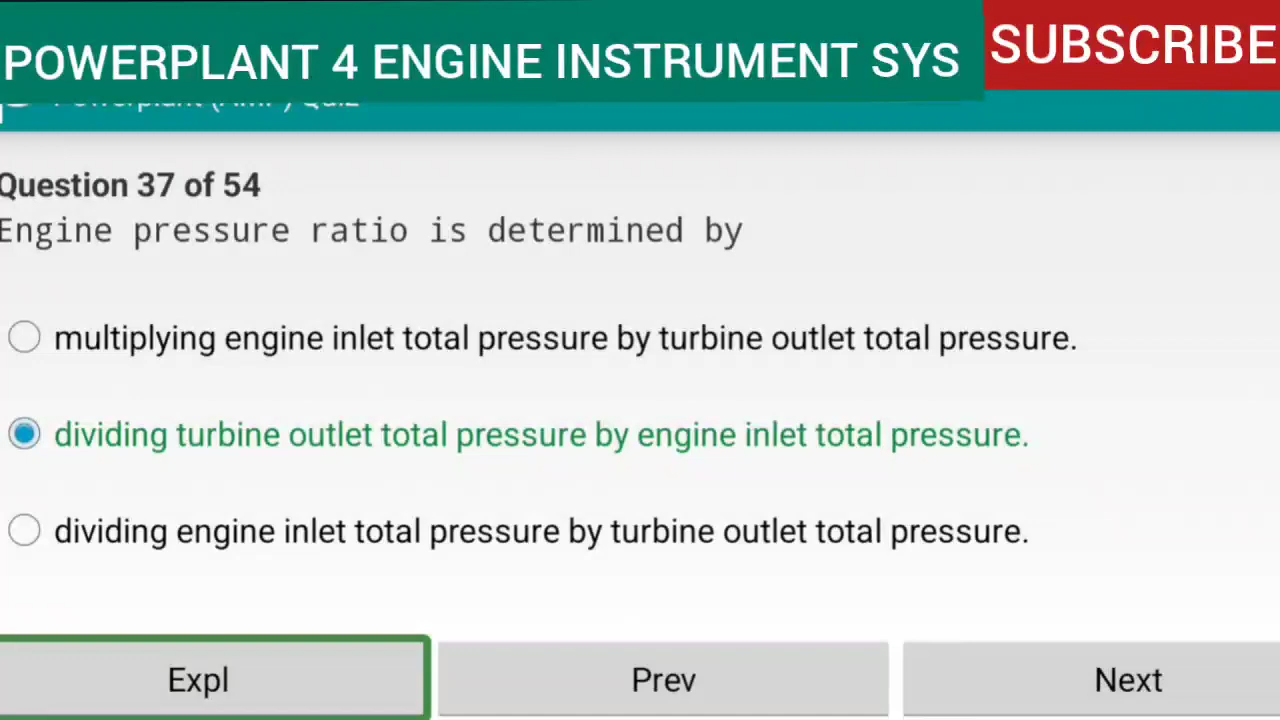 POWERPLANT 4 ENGINE INSTRUMENT SYS
SUBSCRIBE
Question 37 of 54
Engine pressure ratio is determined by
multiplying engine inlet total pressure by turbine outlet total pressure.
dividing turbine outlet total pressure by engine inlet total pressure.
dividing engine inlet total pressure by turbine outlet total pressure.
Expl
Prev
Next